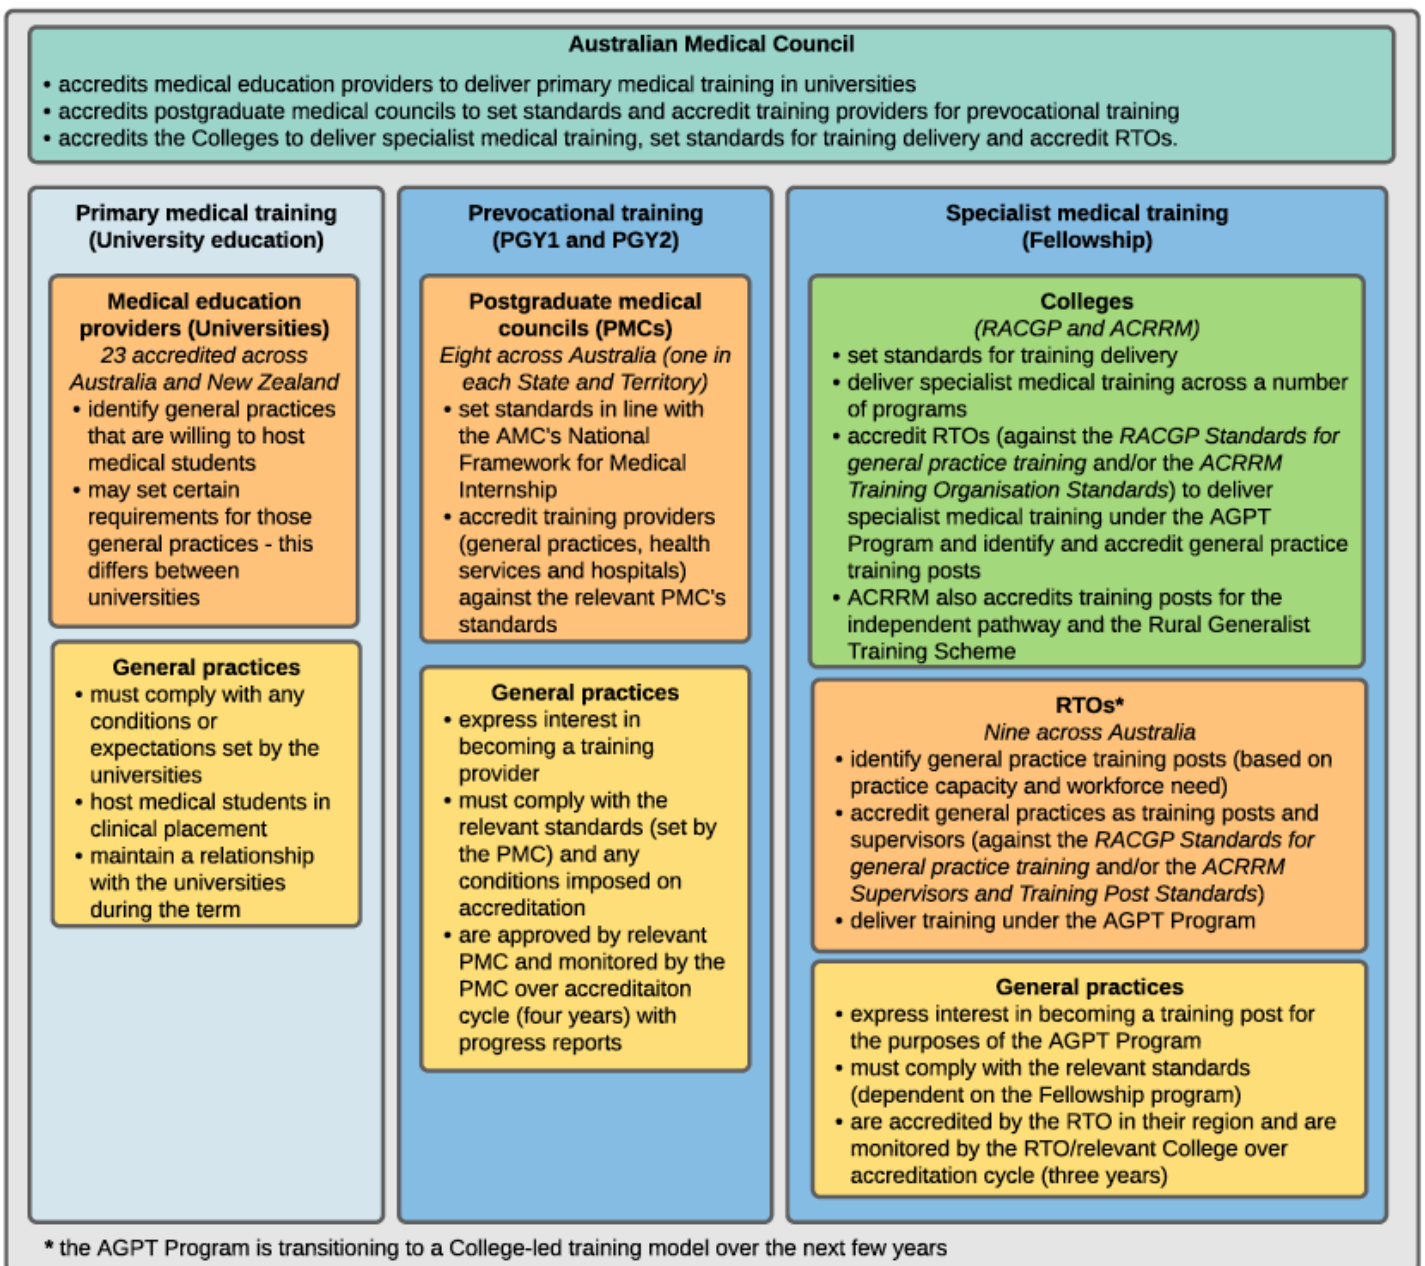 Australian Medical Council
• accredits medical education providers to deliver primary medical training in universities
• accredits postgraduate medical councils to set standards and accredit training providers for prevocational training
• accredits the Colleges to deliver specialist medical training, set standards for training delivery and accredit RTOs.
Primary medical training
(University education)
Medical education
providers (Universities)
23 accredited across
Australia and New Zealand
• identify general practices
that are willing to host
medical students
• may set certain
requirements for those
general practices - this
differs between
universities
General practices
• must comply with any
conditions or
expectations set by the
universities
• host medical students in
clinical placement
• maintain a relationship
with the universities
during the term
Prevocational training
(PGY1 and PGY2)
Postgraduate medical
councils (PMCs)
Eight across Australia (one in
each State and Territory)
• set standards in line with
the AMC's National
Framework for Medical
Internship
• accredit training providers
(general practices, health
services and hospitals)
against the relevant PMC's
standards
General practices
• express interest in
becoming a training
provider
• must comply with the
relevant standards (set by
the PMC) and any
conditions imposed on
accreditation
• are approved by relevant
PMC and monitored by the
PMC over accreditaiton
cycle (four years) with
progress reports
Specialist medical training
(Fellowship)
Colleges
(RACGP and ACRRM)
• set standards for training delivery
• deliver specialist medical training across a number
of programs
• accredit RTOs (against the RACGP Standards for
general practice training and/or the ACRRM
Training Organisation Standards) to deliver
specialist medical training under the AGPT
Program and identify and accredit general practice
training posts
• ACRRM also accredits training posts for the
independent pathway and the Rural Generalist
Training Scheme
RTOs*
Nine across Australia
• identify general practice training posts (based on
practice capacity and workforce need)
• accredit general practices as training posts and
supervisors (against the RACGP Standards for
general practice training and/or the ACRRM
Supervisors and Training Post Standards)
• deliver training under the AGPT Program
General practices
• express interest in becoming a training post for
the purposes of the AGPT Program
• must comply with the relevant standards
(dependent on the Fellowship program)
• are accredited by the RTO in their region and are
monitored by the RTO/relevant College over
accreditation cycle (three years)
* the AGPT Program is transitioning to a College-led training model over the next few years